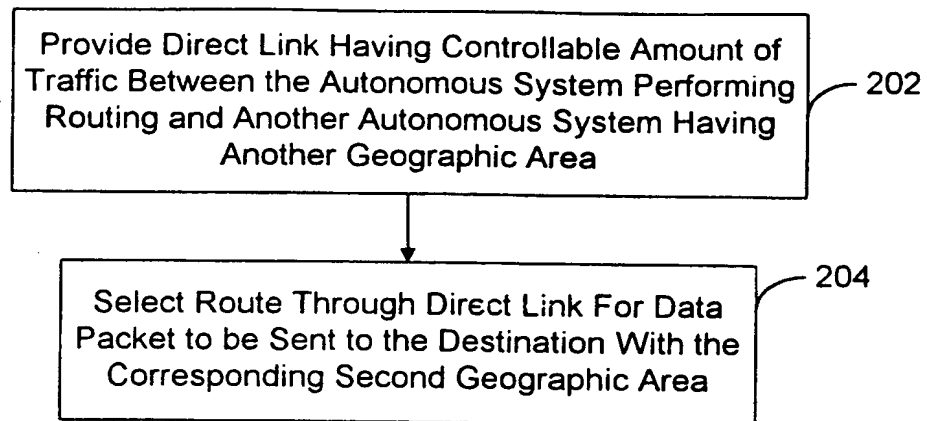 Provide Direct Link Having Controllable Amount of
Traffic Between the Autonomous System Performing
Routing and Another Autonomous System Having
Another Geographic Area
202
Select Route Through Direct Link For Data
Packet to be Sent to the Destination With the
Corresponding Second Geographic Area
204